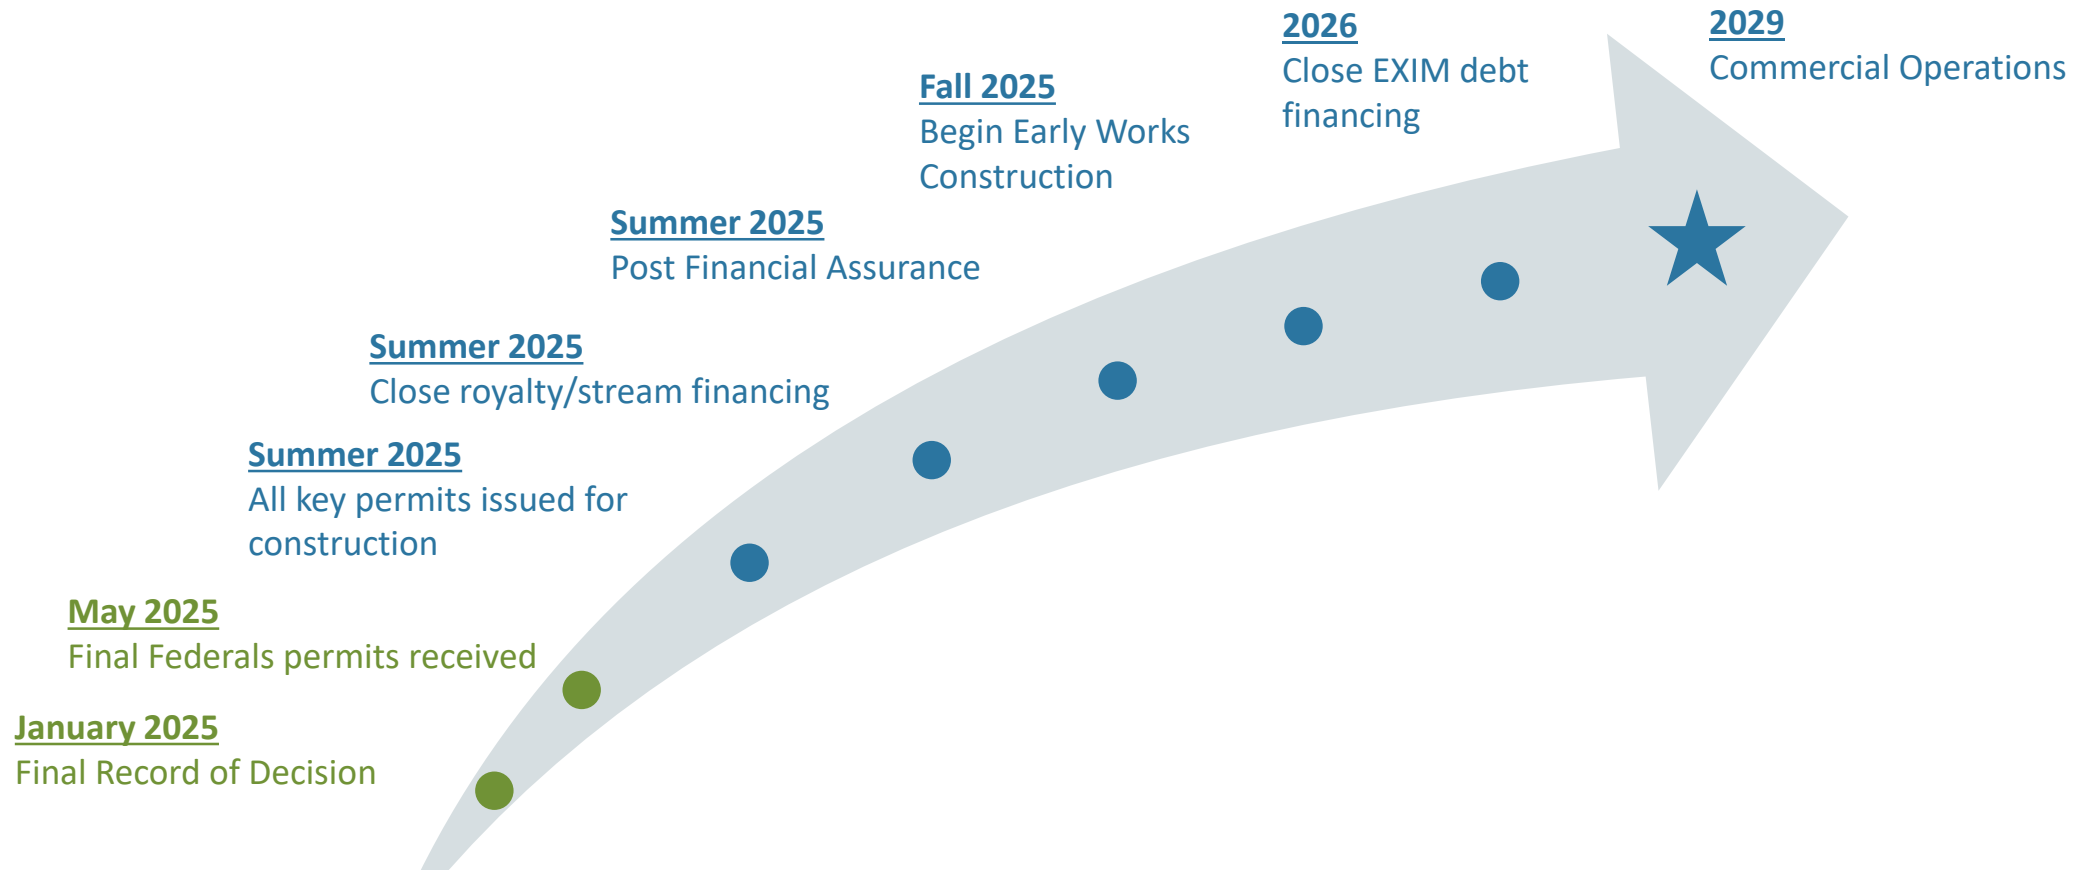 January 2025
Final Record of Decision
May 2025
Final Federals permits received
Summer 2025
All key permits issued for
construction
Summer 2025
Close royalty/stream financing
Summer 2025
Post Financial Assurance
Fall 2025
Begin Early Works
Construction
2026
Close EXIM debt
financing
2029
Commercial Operations